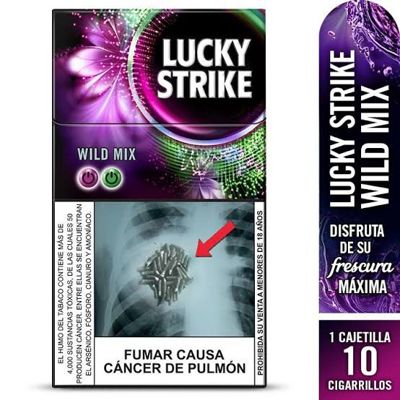 LUCKY
STRIKE
WILD MIX
EL HUMO DEL TABACO CONTIENE MÁS DE
4.000 SUSTANCIAS TÓXICAS, DE LAS CUALES 50
PRODUCEN CÁNCER. ENTRE ELLAS SE ENCUENTRAN
EL ARSÉNICO, FÓSFORO, CIANURO Y AMONÍACO.
PROHIBIDA SU VENTA A MENORES DE 18 AÑOS
FUMAR CAUSA
CÁNCER DE PULMÓN
LUCKY STRIKE
WILD MIX
DISFRUTA
DE SU
frescura
MÁXIMA
1 CAJETILLA
10
CIGARRILLOS